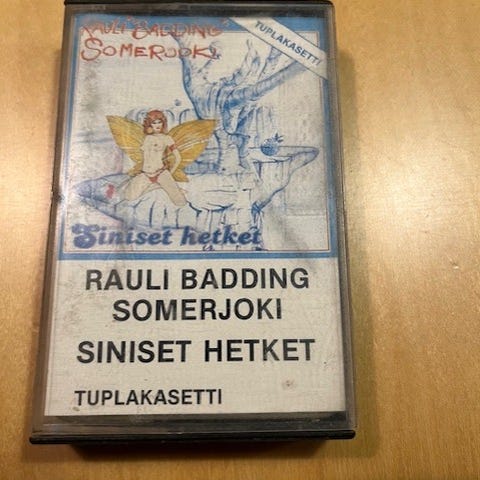 RAULI "BADDING"
SOMERJOKI
TUPLAKASETTI
Siniset hetket
RAULI BADDING
SOMERJOKI
SINISET HETKET
TUPLAKASETTI